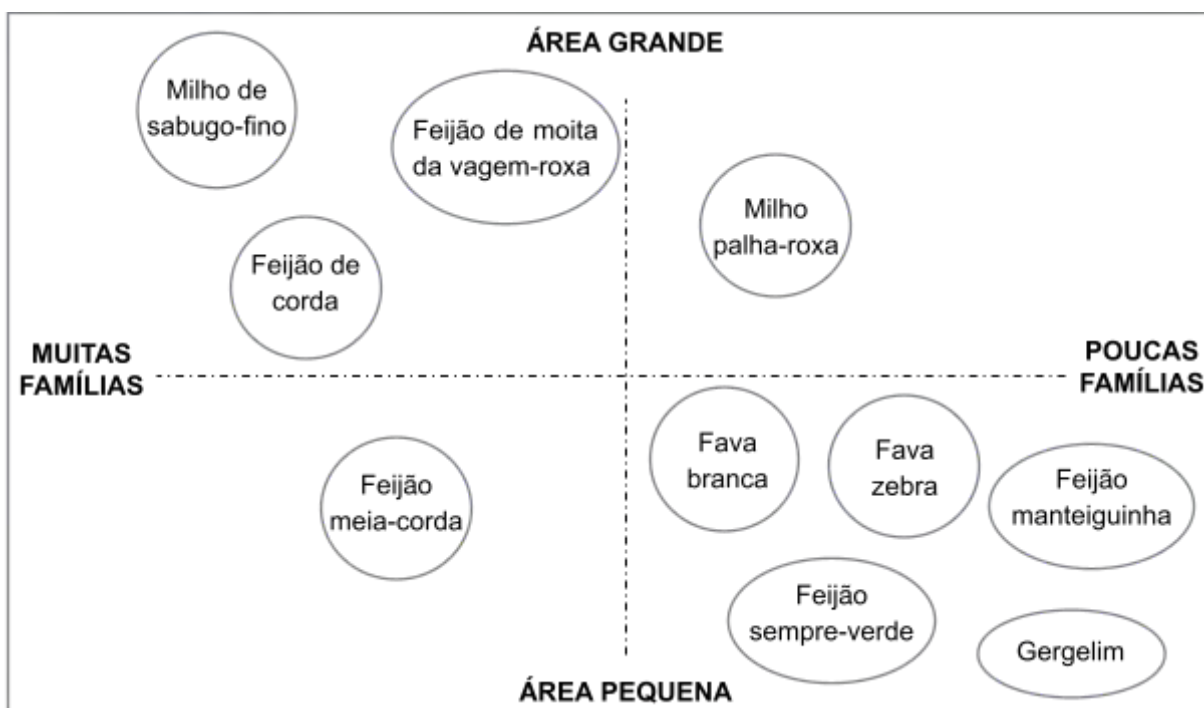 ÁREA GRANDE
Milho de
sabugo-fino
Feijão de moita
da vagem-roxa
Milho
palha-roxa
Feijão de
corda
MUITAS
FAMÍLIAS
POUCAS
FAMÍLIAS
Fava
branca
Fava
zebra
Feijão
manteiguinha
Feijão
meia-corda
Feijão
sempre-verde
Gergelim
ÁREA PEQUENA